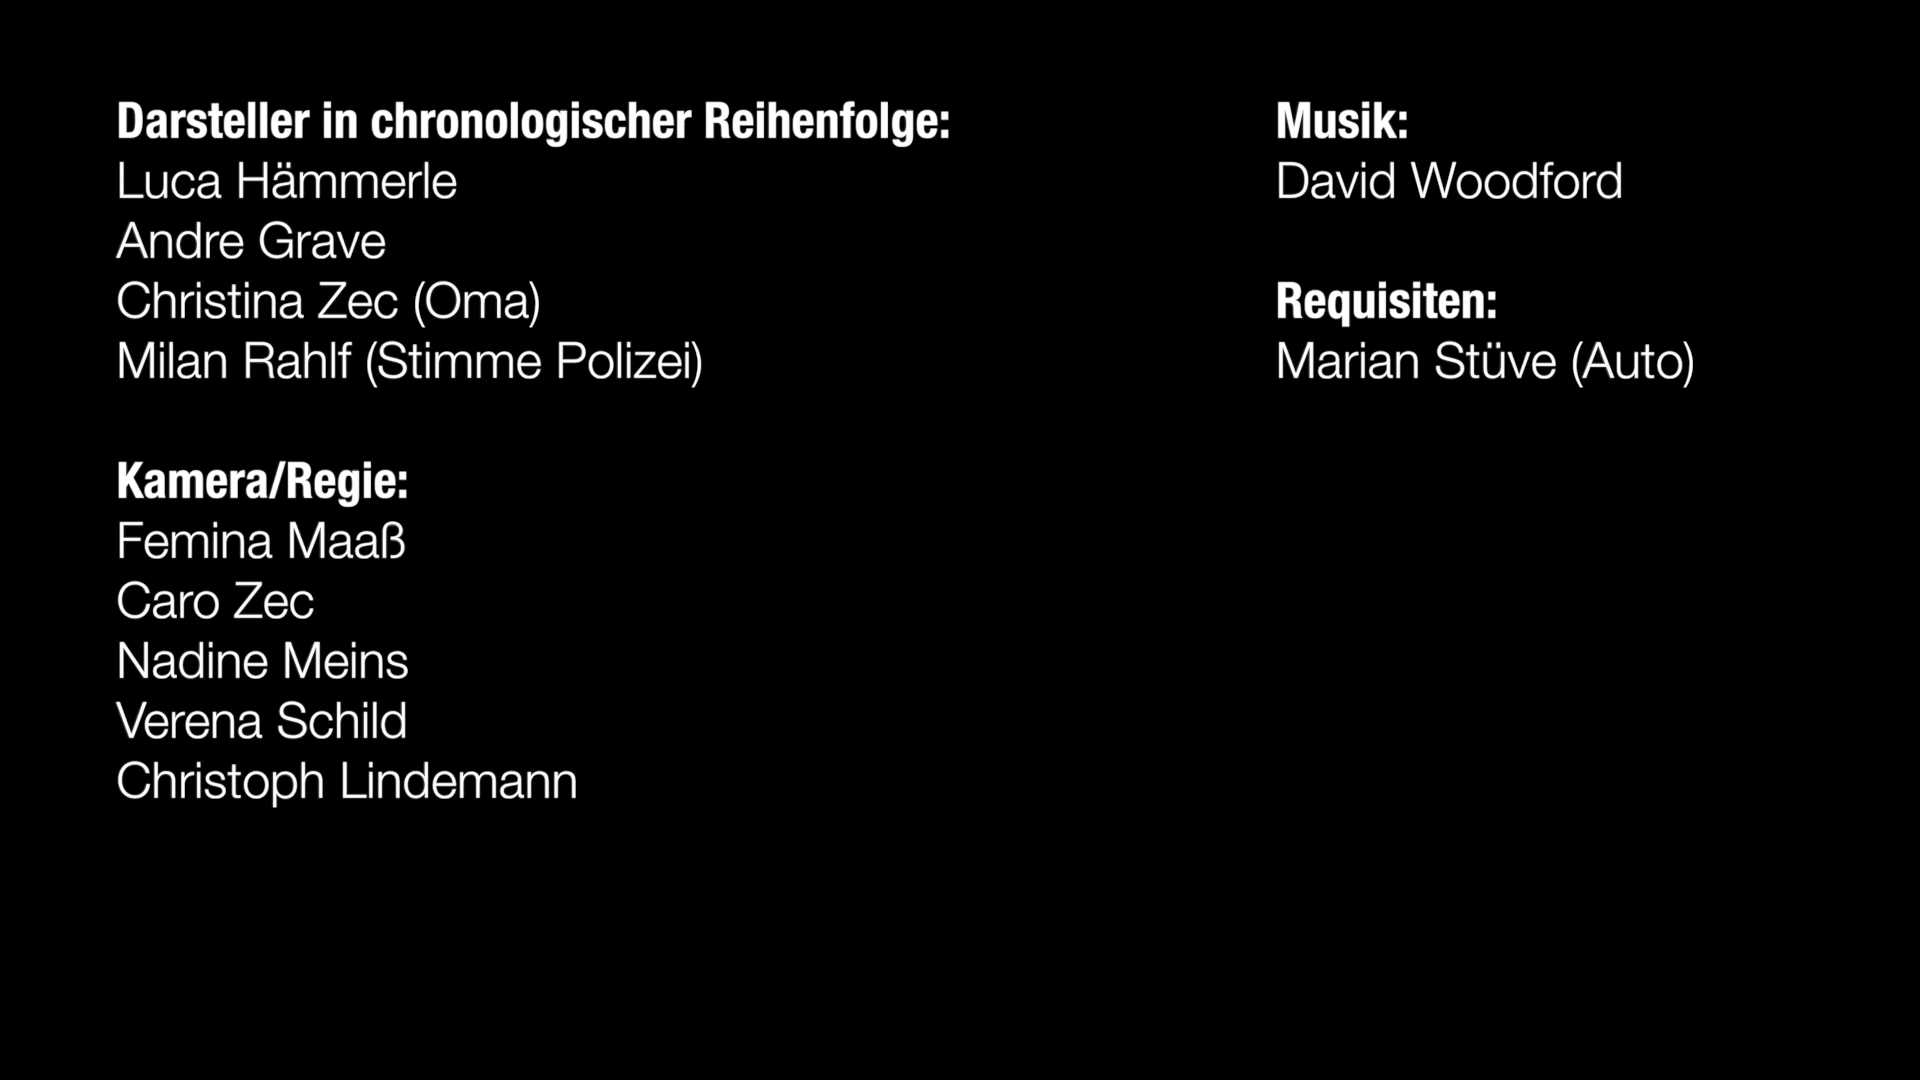 Darsteller in chronologischer Reihenfolge:
Luca Hämmerle
Andre Grave
Christina Zec (Oma)
Milan Rahlf (Stimme Polizei)
Kamera/Regie:
Femina Maaß
Caro Zec
Nadine Meins
Verena Schild
Christoph Lindemann
Musik:
David Woodford
Requisiten:
Marian Stüve (Auto)